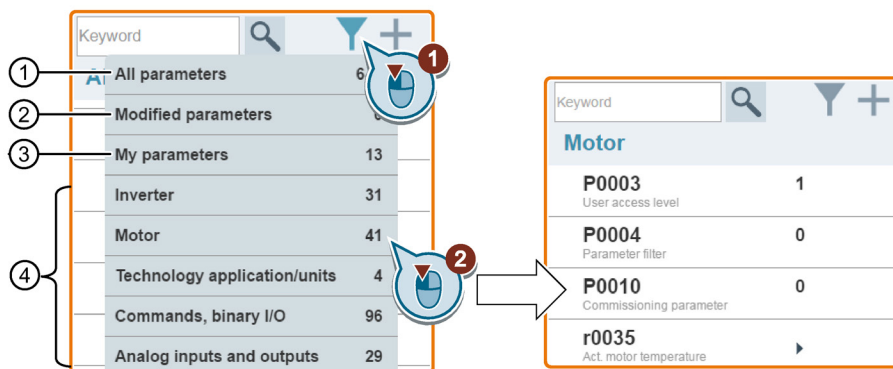 Keyword
1
1 All parameters 6
2 Modified parameters
3 My parameters 13
Inverter 31
Motor 41
2
4
Technology application/units 4
Commands, binary I/O 96
Analog inputs and outputs 29
Keyword
Motor
P0003 1
User access level
P0004 0
Parameter filter
P0010 0
Commissioning parameter
r0035
Act. motor temperature